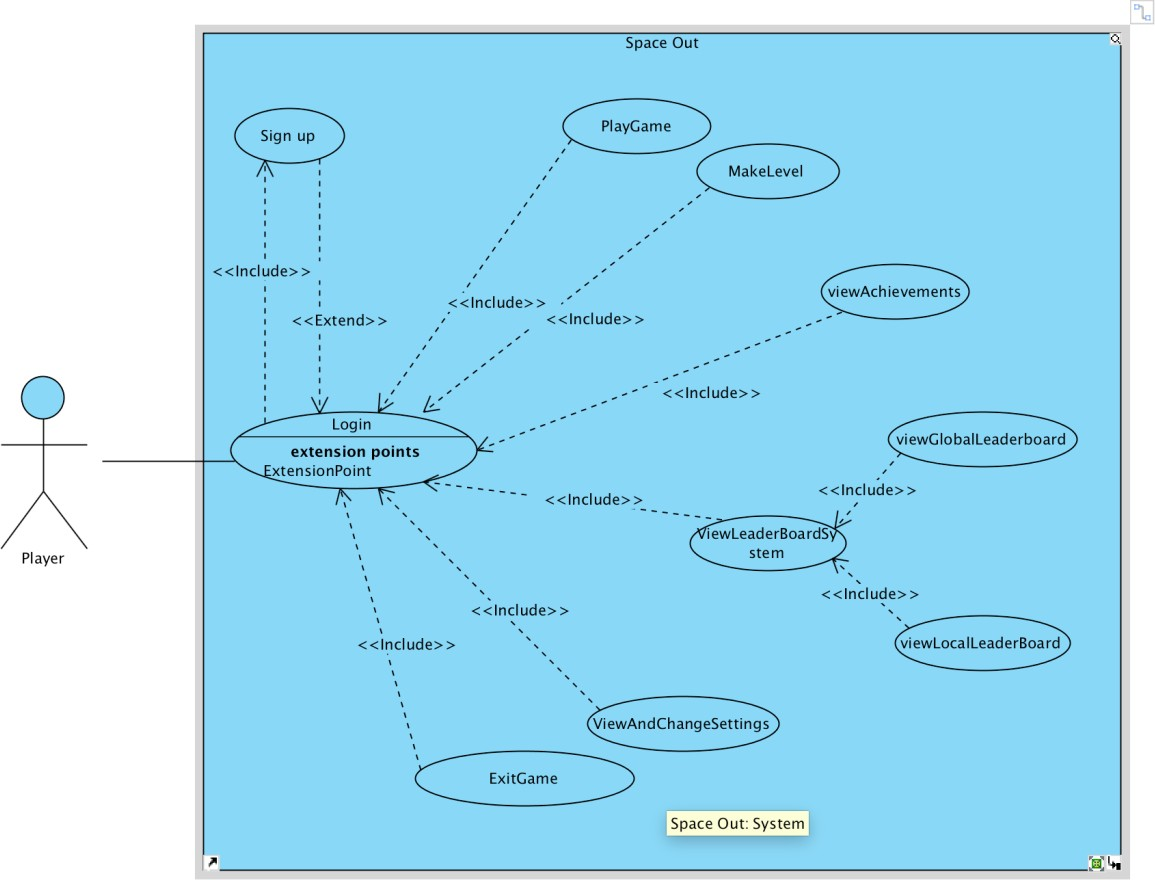 Space Out
Sign up
PlayGame
MakeLevel
<<Include>>
viewAchievements
<<Include>>
<<Extend>>
<<Include>>
<<Include>>
Login
extension points
ExtensionPoint
viewGlobalLeaderboard
<<Include>>
<<Include>>
ViewLeaderBoardSy
stem
Player
<<Include>>
<<Include>>
<<Include>>
viewLocalLeaderBoard
ViewAndChangeSettings
ExitGame
Space Out: System